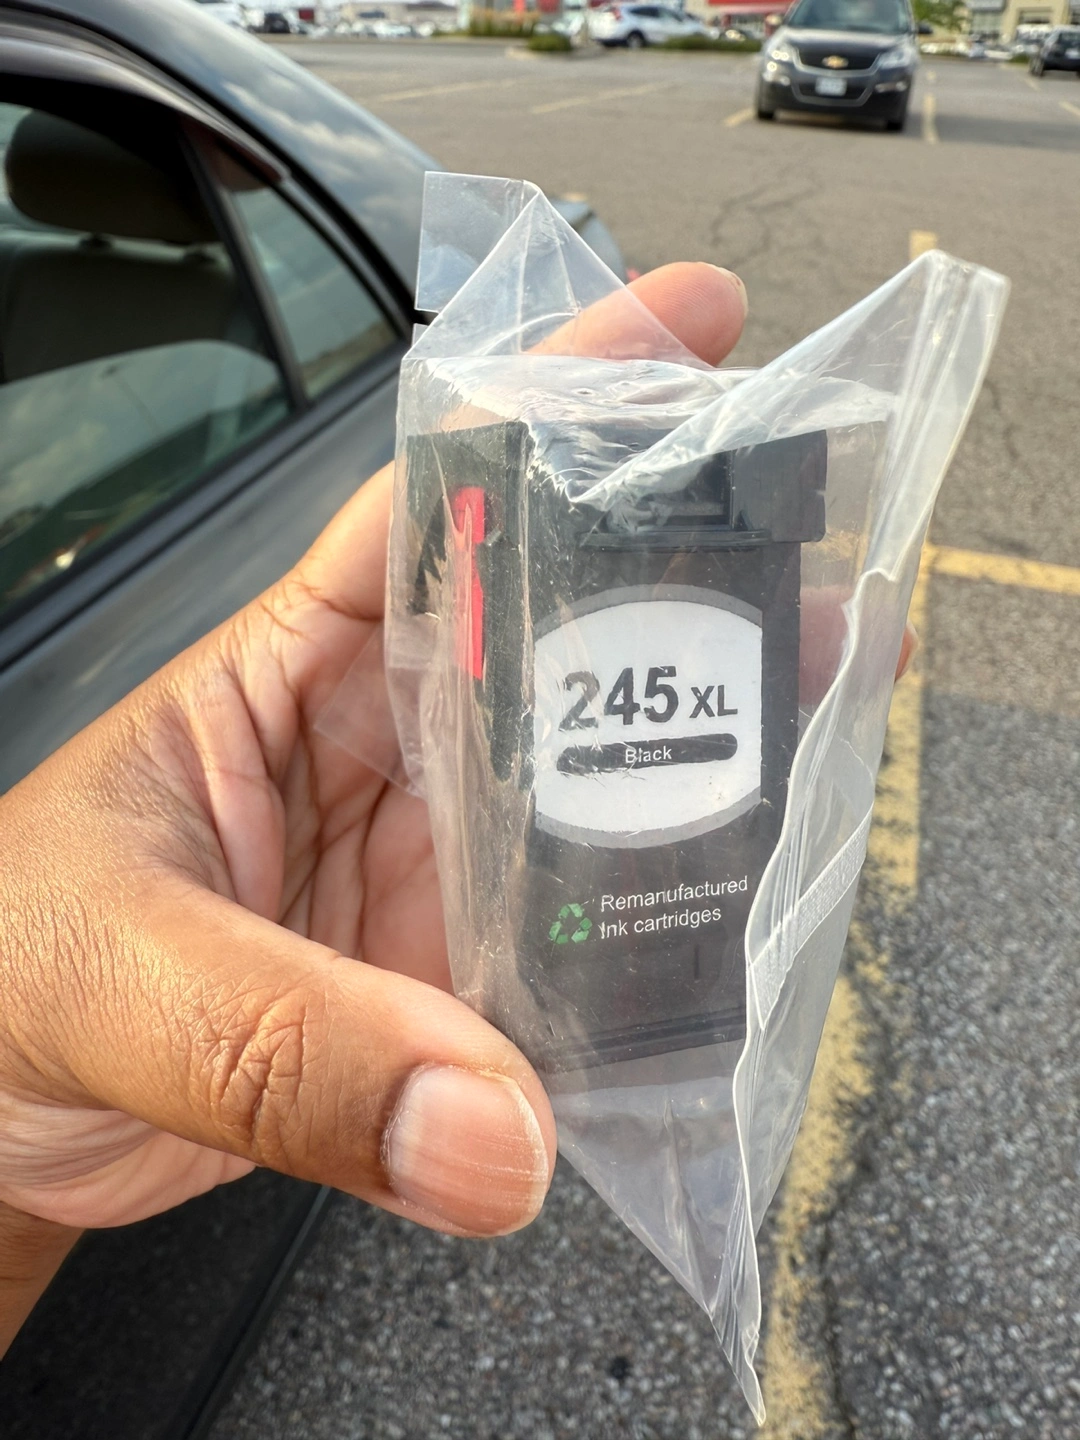 245 XL
Black
Remanufactured
Ink cartridges